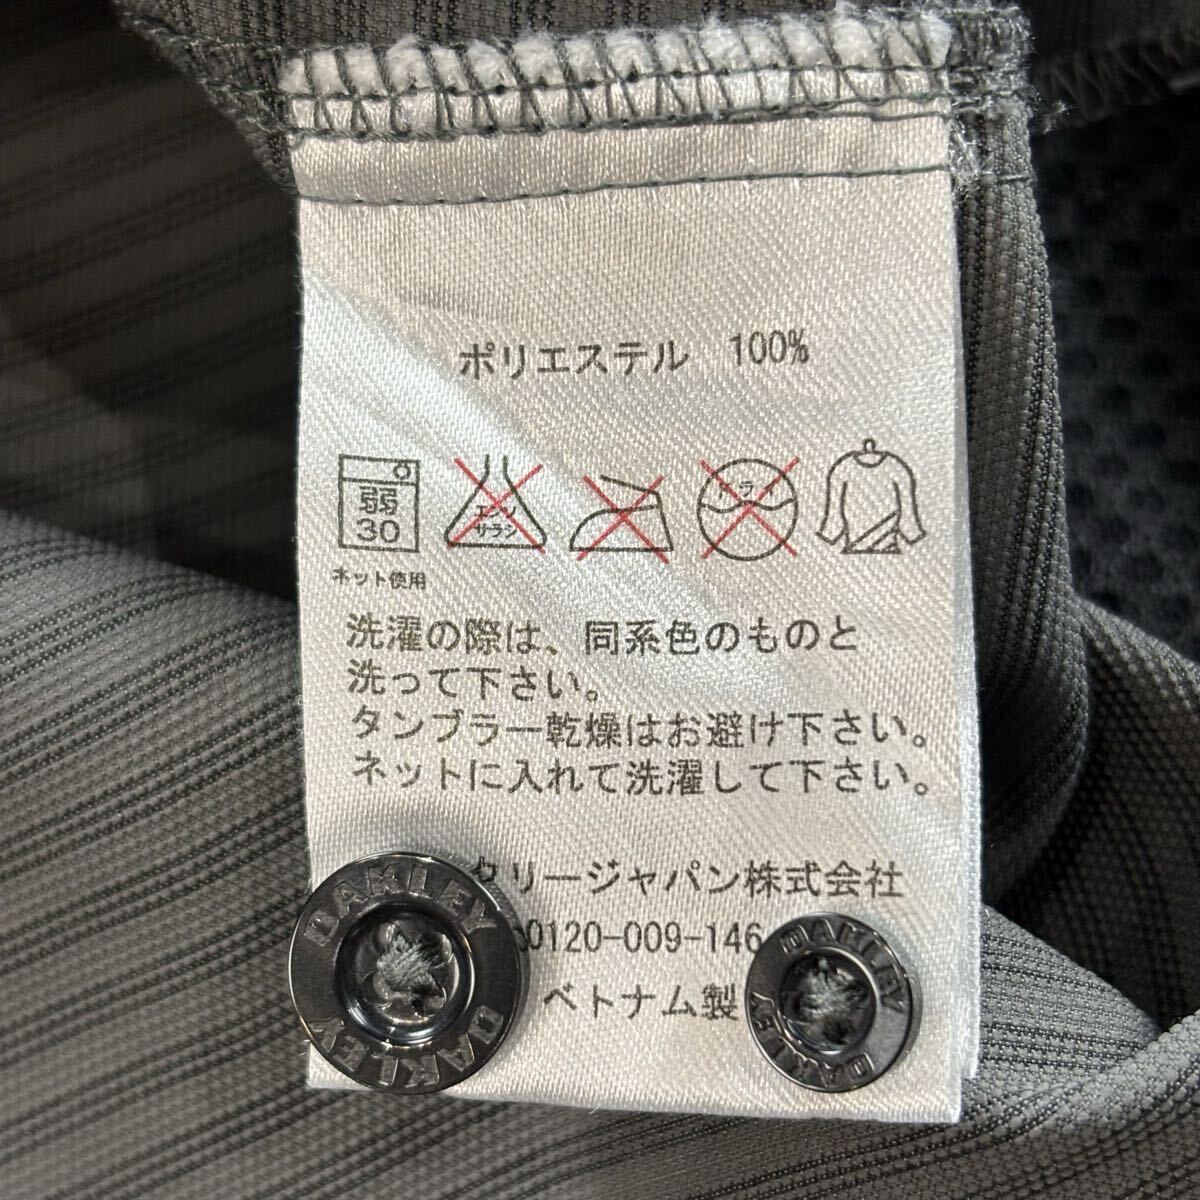 ポリエステル 100%
弱
30
エンソ
サラシ
ドライ
ネット使用
洗濯の際は、同系色のものと
洗って下さい。
タンブラー乾燥はお避け下さい。
ネットに入れて洗濯して下さい。
クリージャパン株式会社
0120-009-146
ベトナム製
OAKLEY
OAKLEY
OAKLEY
OAKLEY